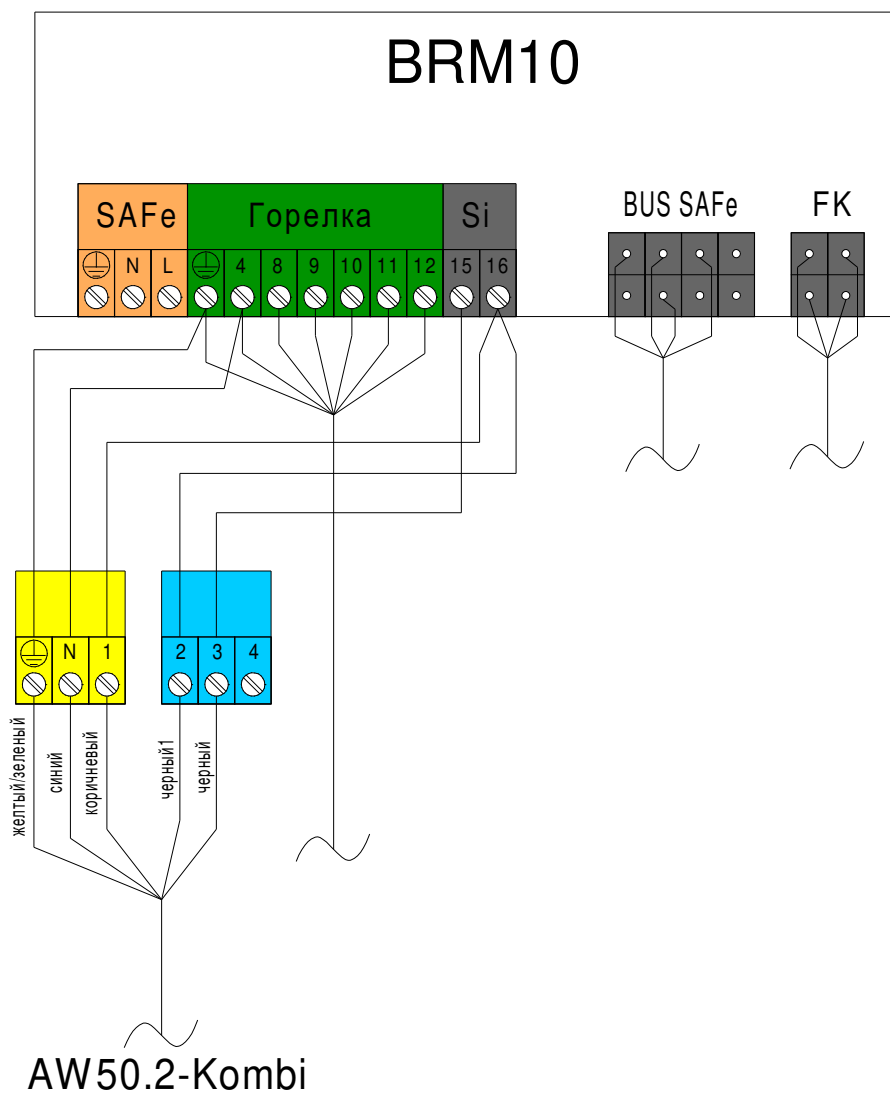 BRM10
SAFe Горелка Si BUS SAFe FK
N L 4 8 9 10 11 12 15 16
N 1 2 3 4
желтый/зеленый
синий
коричневый
черный1
черный
AW50.2-Kombi